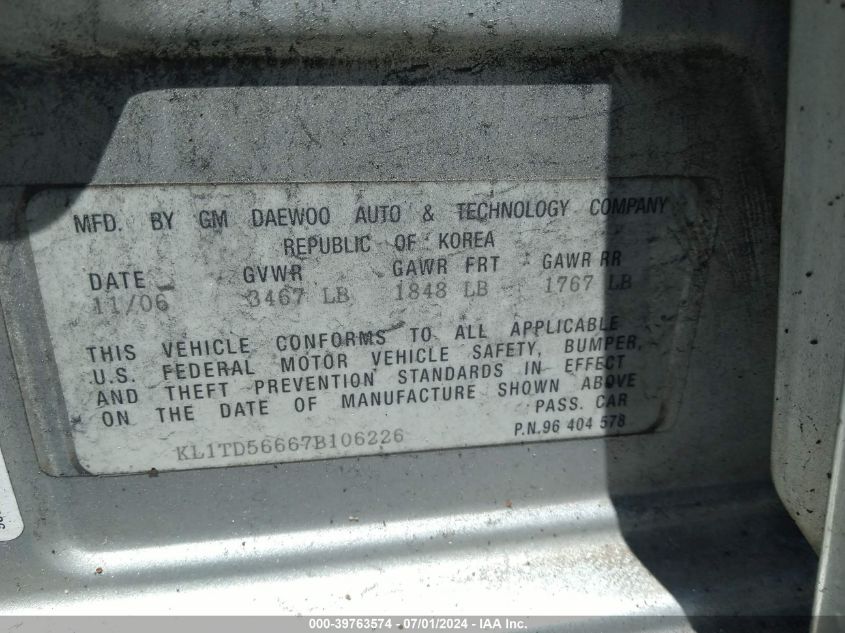 MFD. BY GM DAEWOO AUTO & TECHNOLOGY COMPANY
REPUBLIC OF KOREA
DATE GVWR GAWR FRT GAWR RR
11/06 3467 LB 1848 LB 1767 LB
THIS VEHICLE CONFORMS TO ALL APPLICABLE
U.S. FEDERAL MOTOR VEHICLE SAFETY, BUMPER,
AND THEFT PREVENTION STANDARDS IN EFFECT
ON THE DATE OF MANUFACTURE SHOWN ABOVE
PASS. CAR
KL1TD56667B106226 P.N.96 404 578
000-39763574 | 07/01/2024 - IAA Inc.